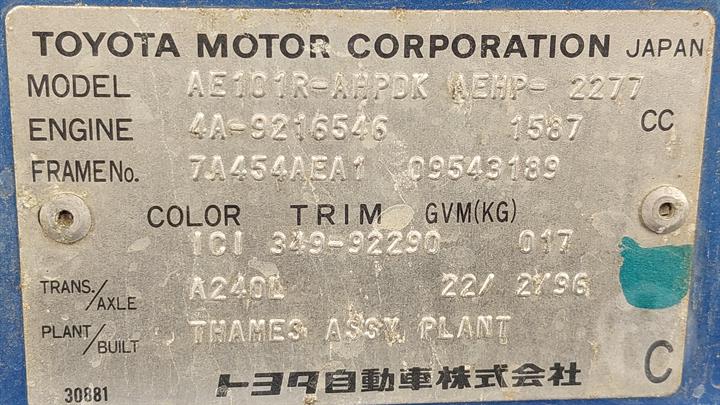 TOYOTA MOTOR CORPORATION JAPAN
MODEL AE101R-AHPDK AEHP- 2277
ENGINE 4A-9216546 1587 CC
FRAME No. 7A454AEA1 09543189
COLOR TRIM GVM(KG)
1C1 349-92290 017
TRANS./AXLE A240L 22/ 2/96
PLANT/BUILT THAMES ASSY PLANT
30881 トヨタ自動車株式会社 C